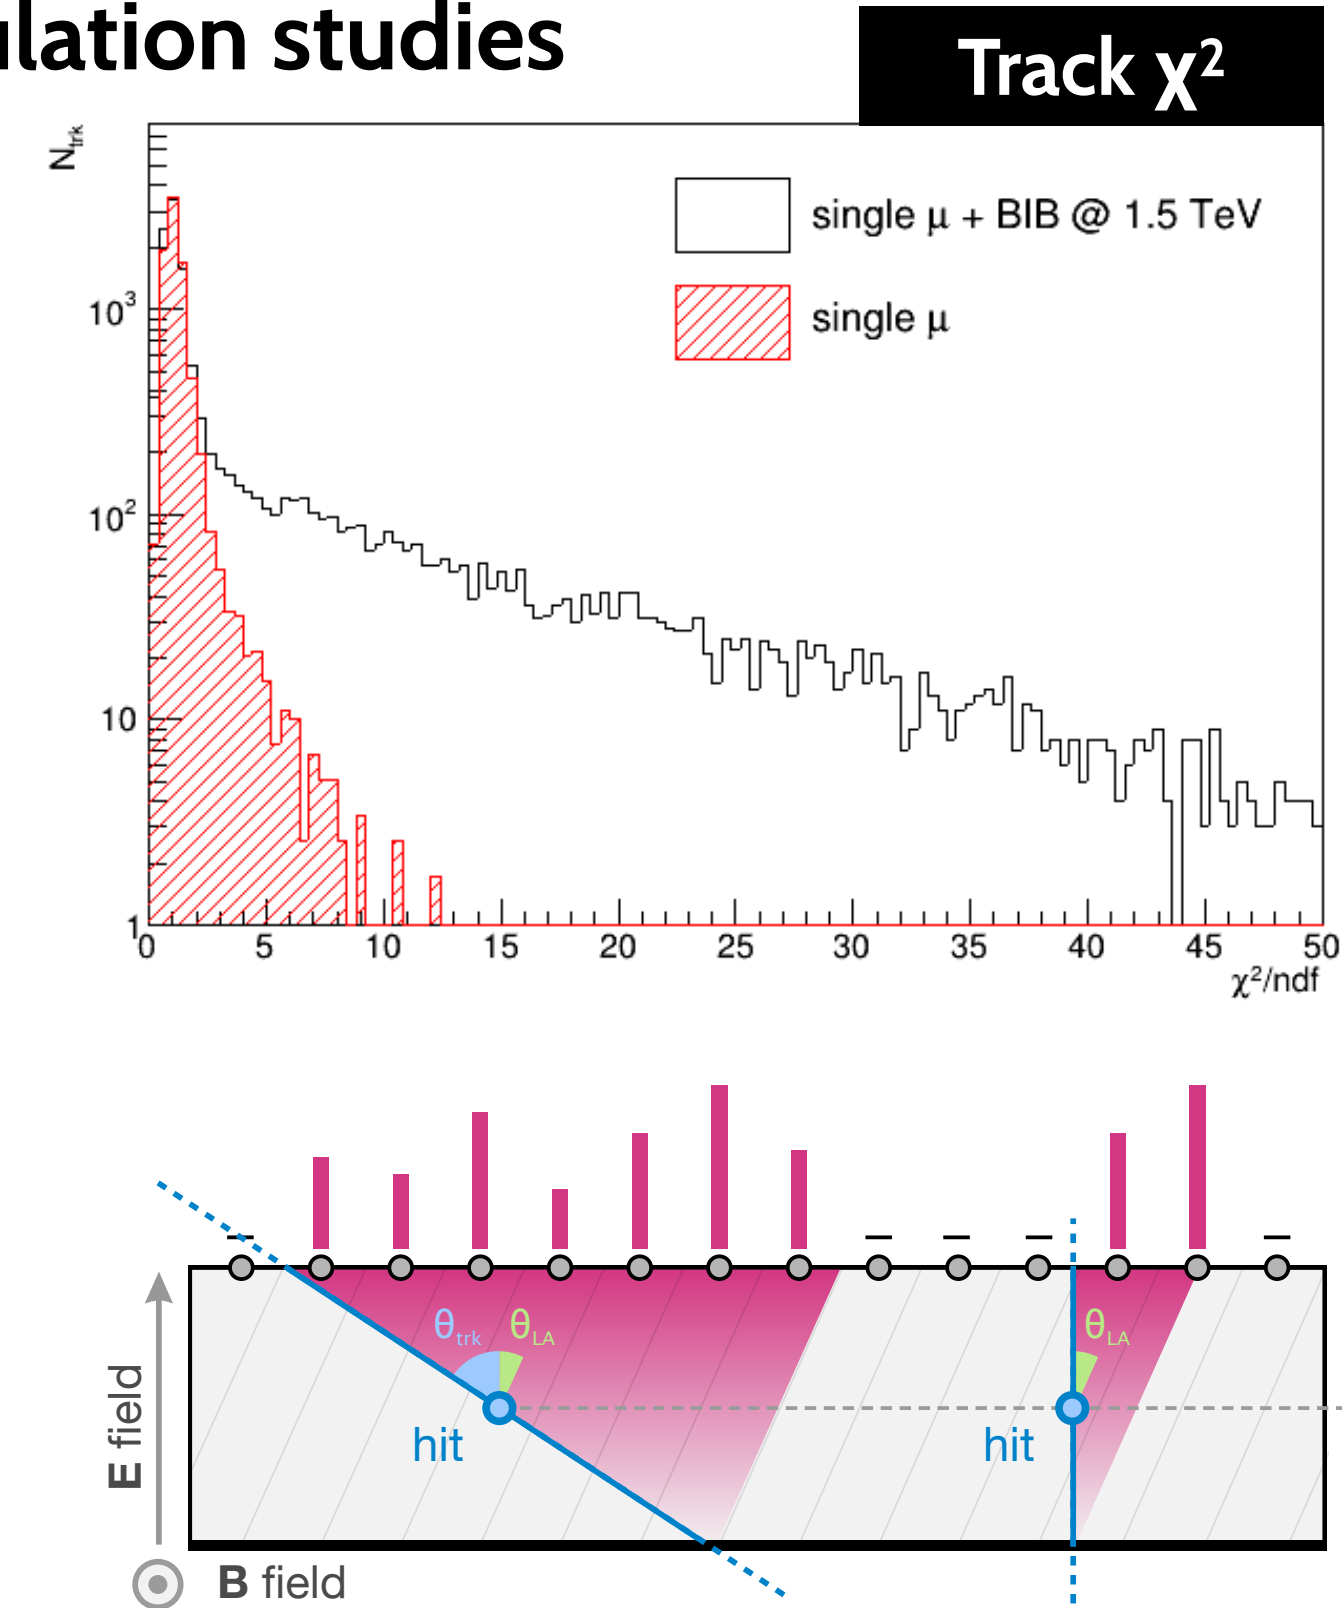 ulation studies
Track χ²
N_trk
single μ + BIB @ 1.5 TeV
single μ
10³
10²
10
1
0 5 10 15 20 25 30 35 40 45 50
χ²/ndf
θ_trk θ_LA
θ_LA
hit
hit
E field
B field